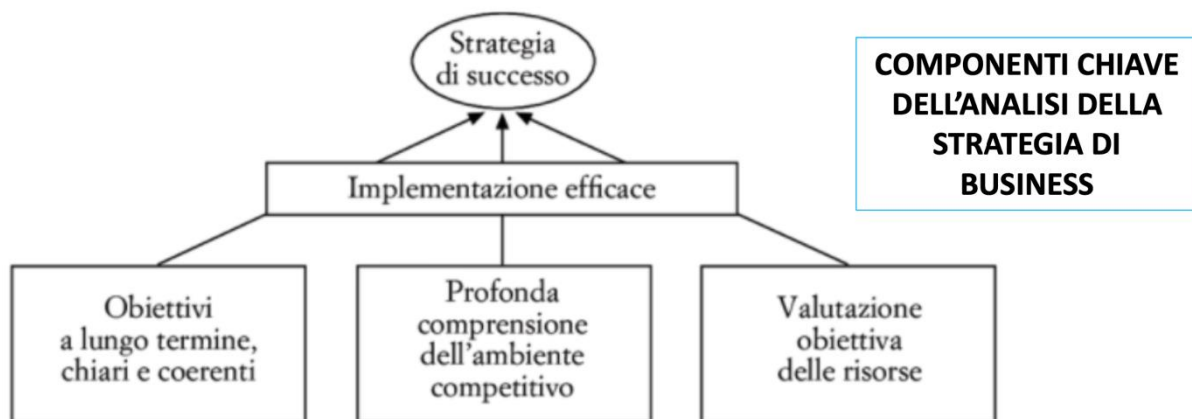 Strategia
di successo
COMPONENTI CHIAVE
DELL’ANALISI DELLA
STRATEGIA DI
BUSINESS
Implementazione efficace
Obiettivi
a lungo termine,
chiari e coerenti
Profonda
comprensione
dell’ambiente
competitivo
Valutazione
obiettiva
delle risorse